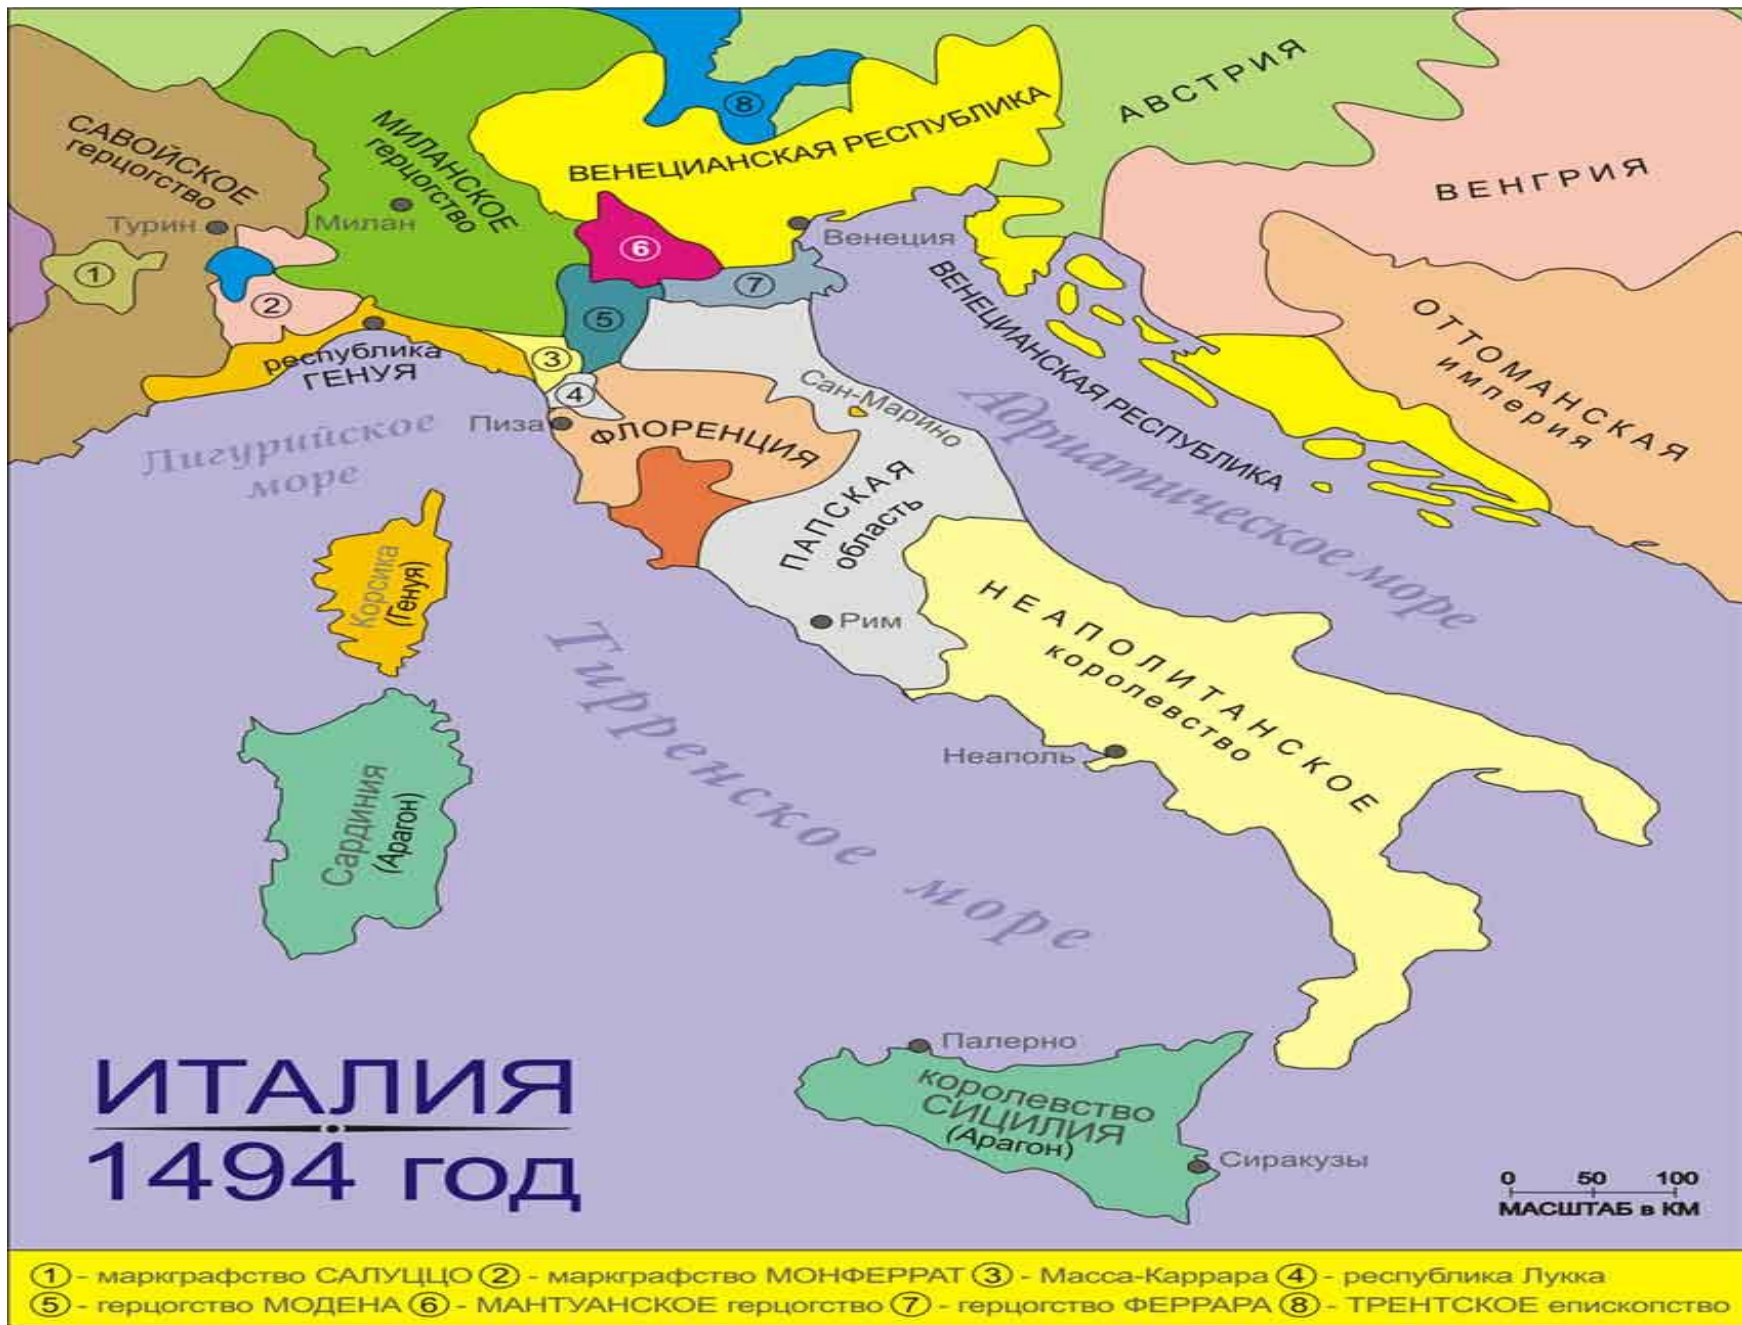 АВСТРИЯ
ВЕНГРИЯ
САВОЙСКОЕ
герцогство
МИЛАНСКОЕ
герцогство
ВЕНЕЦИАНСКАЯ РЕСПУБЛИКА
8
Турин
Милан
Венеция
1
2
6
7
5
3
4
республика
ГЕНУЯ
ВЕНЕЦИАНСКАЯ РЕСПУБЛИКА
ОТТОМАНСКАЯ
империя
Лигурийское
море
Пиза
ФЛОРЕНЦИЯ
Сан-Марино
Адриатическое море
ПАПСКАЯ
область
Корсика
(Генуя)
Рим
НЕАПОЛИТАНСКОЕ
королевство
Тирренское море
Неаполь
Сардиния
(Арагон)
Палерно
королевство
СИЦИЛИЯ
(Арагон)
Сиракузы
ИТАЛИЯ
1494 год
0 50 100
МАСШТАБ в КМ
1 - маркграфство САЛУЦЦО 2 - маркграфство МОНФЕРРАТ 3 - Масса-Каррара 4 - республика Лукка
5 - герцогство МОДЕНА 6 - МАНТУАНСКОЕ герцогство 7 - герцогство ФЕРРАРА 8 - ТРЕНТСКОЕ епископство